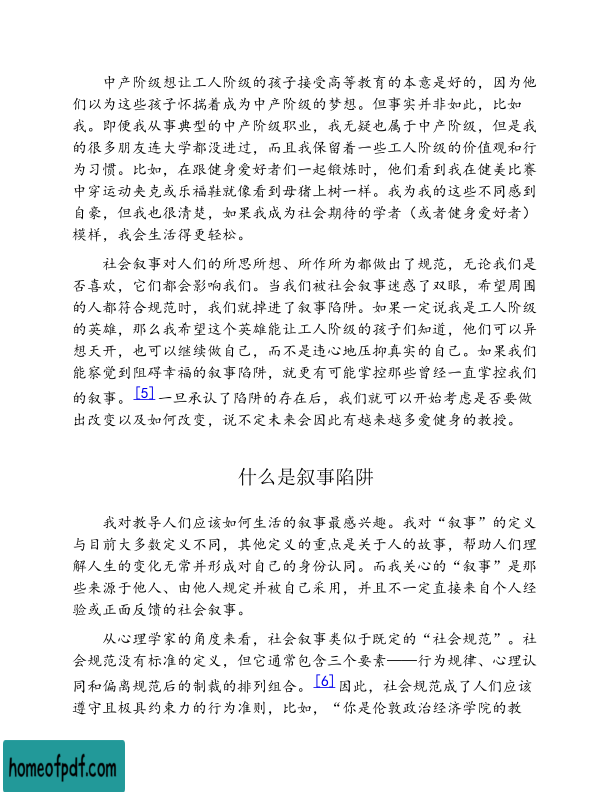 中产阶级想让工人阶级的孩子接受高等教育的本意是好的，因为他
们以为这些孩子怀揣着成为中产阶级的梦想。但事实并非如此，比如
我。即便我从事典型的中产阶级职业，我无疑也属于中产阶级，但是我
的很多朋友连大学都没进过，而且我保留着一些工人阶级的价值观和行
为习惯。比如，在跟健身爱好者们一起锻炼时，他们看到我在健美比赛
中穿运动夹克或乐福鞋就像看到母猪上树一样。我为我的这些不同感到
自豪，但我也很清楚，如果我成为社会期待的学者（或者健身爱好者）
模样，我会生活得更轻松。
社会叙事对人们的所思所想、所作所为都做出了规范，无论我们是
否喜欢，它们都会影响我们。当我们被社会叙事迷惑了双眼，希望周围
的人都符合规范时，我们就掉进了叙事陷阱。如果一定说我是工人阶级
的英雄，那么我希望这个英雄能让工人阶级的孩子们知道，他们可以异
想天开，也可以继续做自己，而不是违心地压抑真实的自己。如果我们
能察觉到阻碍幸福的叙事陷阱，就更有可能掌控那些曾经一直掌控我们
的叙事。[5]一旦承认了陷阱的存在后，我们就可以开始考虑是否要做
出改变以及如何改变，说不定未来会因此有越来越多爱健身的教授。
什么是叙事陷阱
我对教导人们应该如何生活的叙事最感兴趣。我对“叙事”的定义
与目前大多数定义不同，其他定义的重点是关于人的故事，帮助人们理
解人生的变化无常并形成对自己的身份认同。而我关心的“叙事”是那
些来源于他人、由他人规定并被自己采用，并且不一定直接来自个人经
验或正面反馈的社会叙事。
从心理学家的角度来看，社会叙事类似于既定的“社会规范”。社
会规范没有标准的定义，但它通常包含三个要素——行为规律、心理认
同和偏离规范后的制裁的排列组合。[6]因此，社会规范成了人们应该
遵守且极具约束力的行为准则，比如，“你是伦敦政治经济学院的教
homeofpdf.com